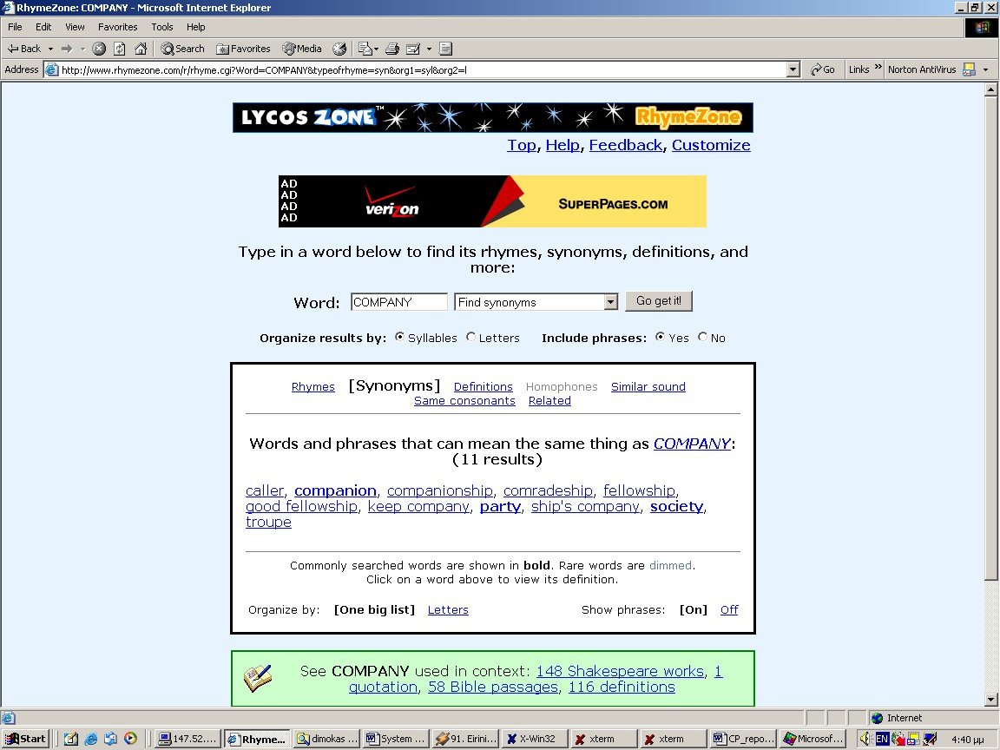 RhymeZone: COMPANY - Microsoft Internet Explorer
File Edit View Favorites Tools Help
Back Search Favorites Media
Address http://www.rhymezone.com/r/rhyme.cgi?Word=COMPANY&typeofrhyme=syn&org1=syl&org2=l Go Links » Norton AntiVirus
LYCOS ZONE™ RhymeZone
Top, Help, Feedback, Customize
AD
AD
AD
AD
verizon SUPERPAGES.COM
Type in a word below to find its rhymes, synonyms, definitions, and
more:
Word: COMPANY Find synonyms Go get it!
Organize results by: Syllables Letters Include phrases: Yes No
Rhymes [Synonyms] Definitions Homophones Similar sound
Same consonants Related
Words and phrases that can mean the same thing as COMPANY:
(11 results)
caller, companion, companionship, comradeship, fellowship,
good fellowship, keep company, party, ship's company, society,
troupe
Commonly searched words are shown in bold. Rare words are dimmed.
Click on a word above to view its definition.
Organize by: [One big list] Letters Show phrases: [On] Off
See COMPANY used in context: 148 Shakespeare works, 1
quotation, 58 Bible passages, 116 definitions
Internet
Start 147.52.... Rhyme... dimokas ... System ... 91. Eirini... X-Win32 xterm xterm CP_repo... Microsof... EN 4:40 μμ